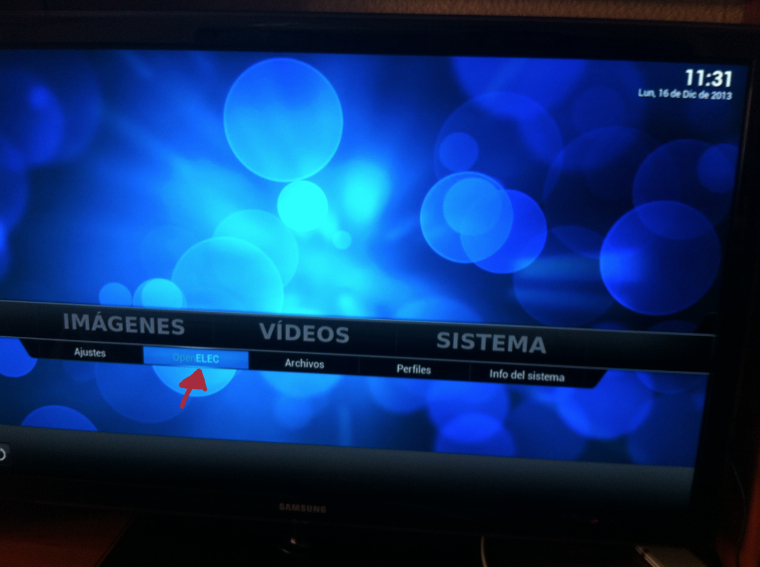 11:31
Lun, 16 de Dic de 2013
IMÁGENES VÍDEOS SISTEMA
Ajustes OpenELEC Archivos Perfiles Info del sistema
SAMSUNG